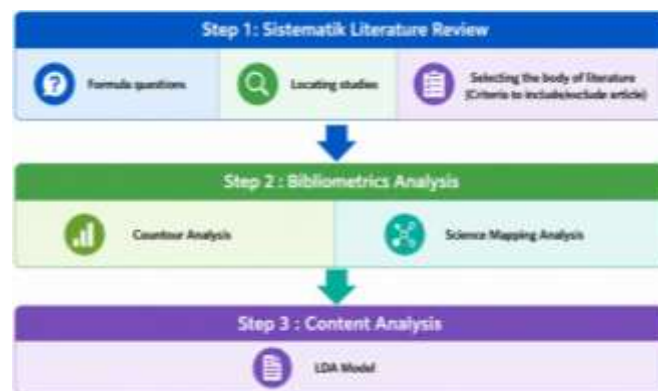 Step 1: Sistematik Literature Review
Formula questions
Locating studies
Selecting the body of literature
(Criteria to include/exclude article)
Step 2 : Bibliometrics Analysis
Countour Analysis
Science Mapping Analysis
Step 3 : Content Analysis
LDA Model